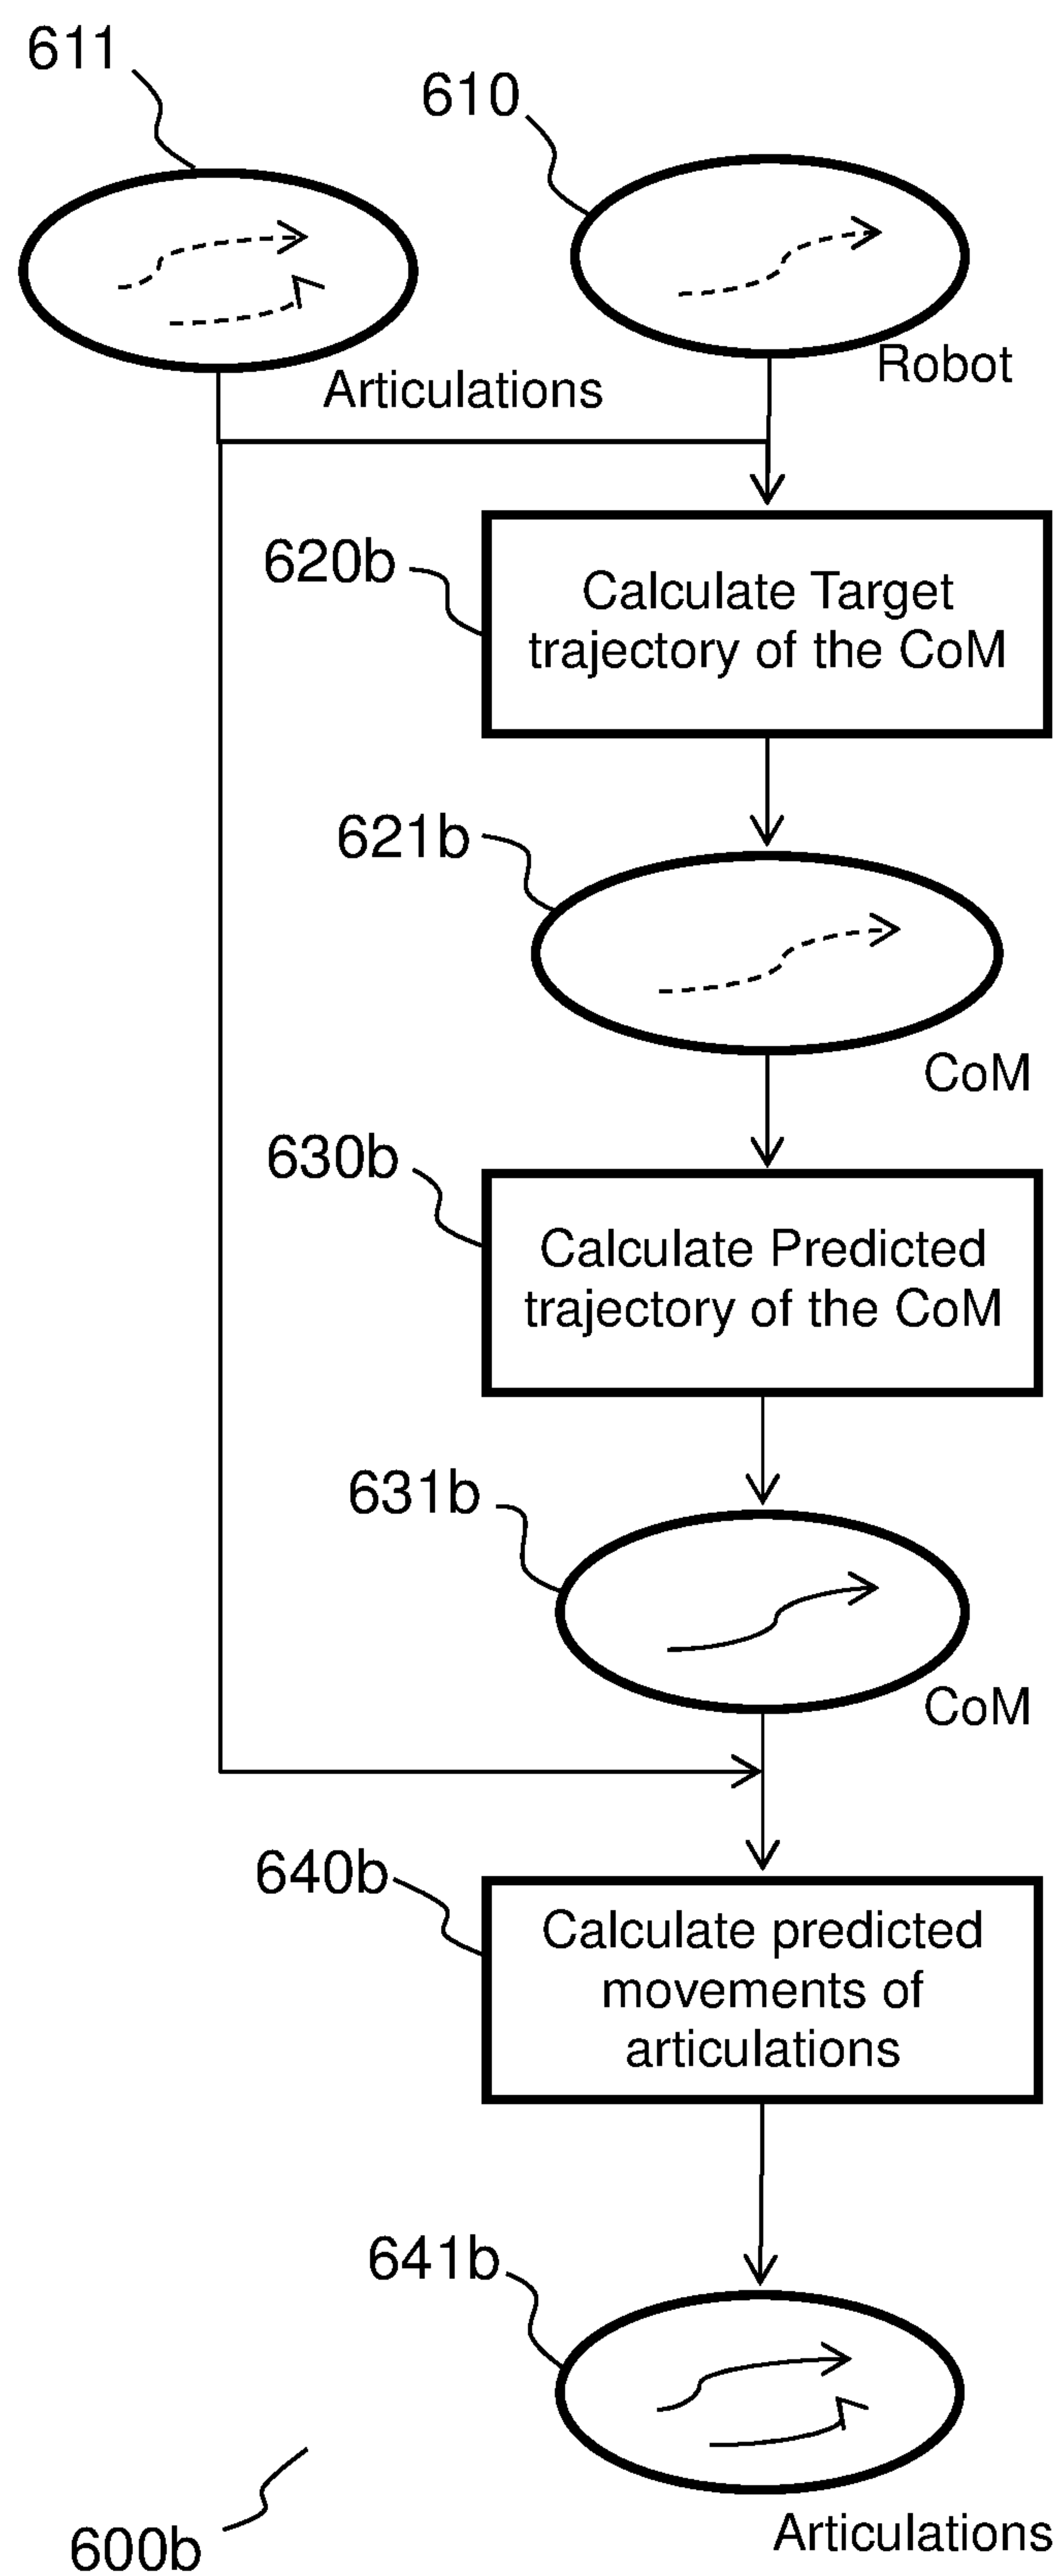 611
610
Robot
Articulations
620b
Calculate Target
trajectory of the CoM
621b
CoM
630b
Calculate Predicted
trajectory of the CoM
631b
CoM
640b
Calculate predicted
movements of
articulations
641b
Articulations
600b